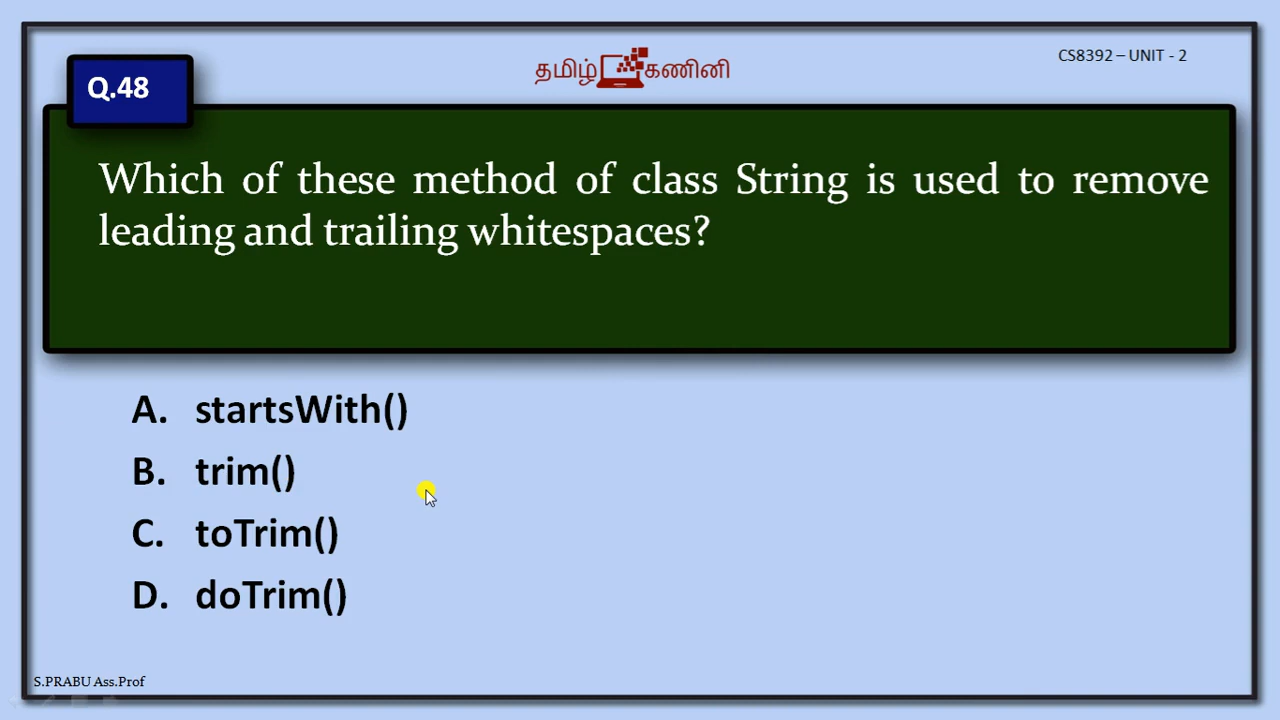 Q.48
தமிழ் கணினி
CS8392 – UNIT - 2
Which of these method of class String is used to remove
leading and trailing whitespaces?
A. startsWith()
B. trim()
C. toTrim()
D. doTrim()
S.PRABU Ass.Prof